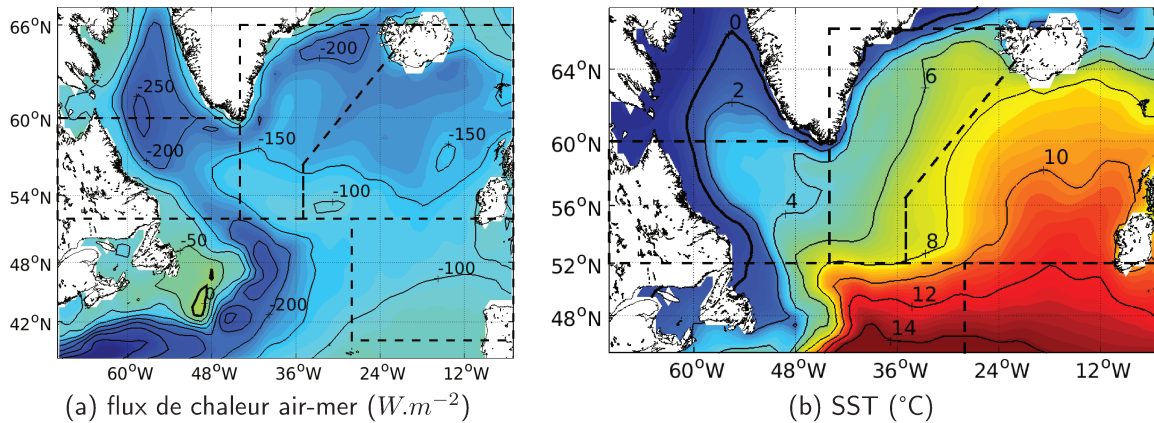 66°N
60°N
54°N
48°N
42°N
60°W 48°W 36°W 24°W 12°W
-200
-250
-200
-150
-150
-100
-50
-100
-200
0
(a) flux de chaleur air-mer (W.m⁻²)
64°N
60°N
56°N
52°N
48°N
60°W 48°W 36°W 24°W 12°W
0
2
6
4
10
8
12
14
(b) SST (°C)